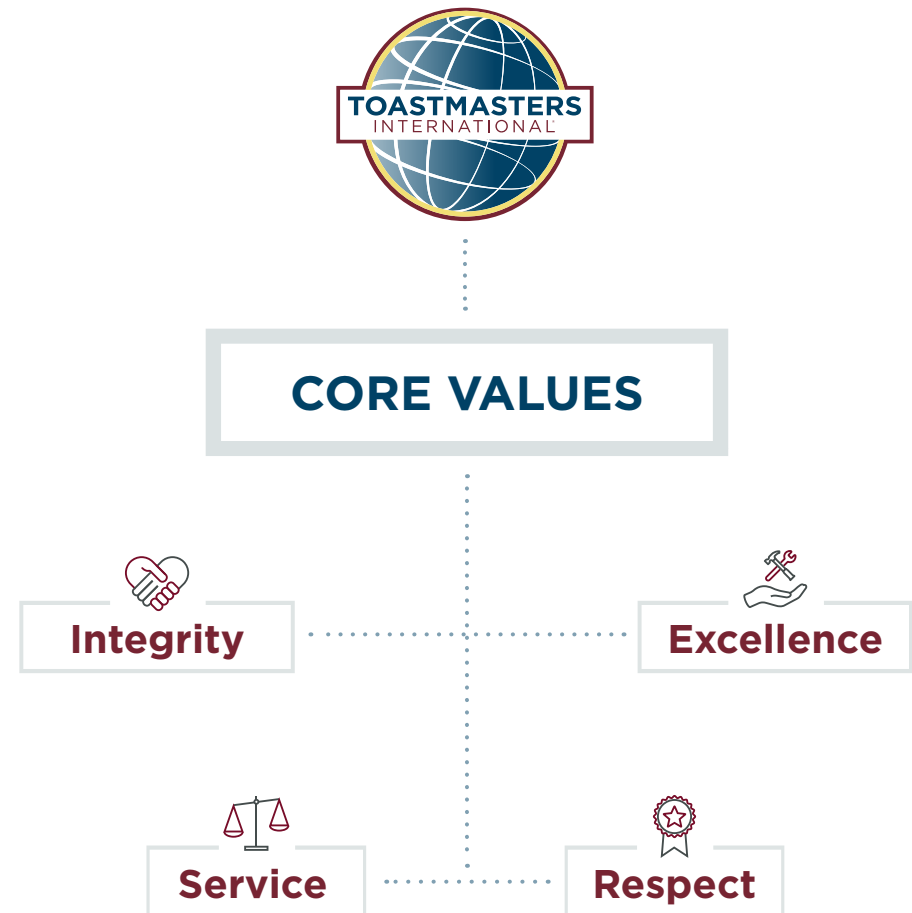 TOASTMASTERS
INTERNATIONAL
CORE VALUES
Integrity
Excellence
Service
Respect